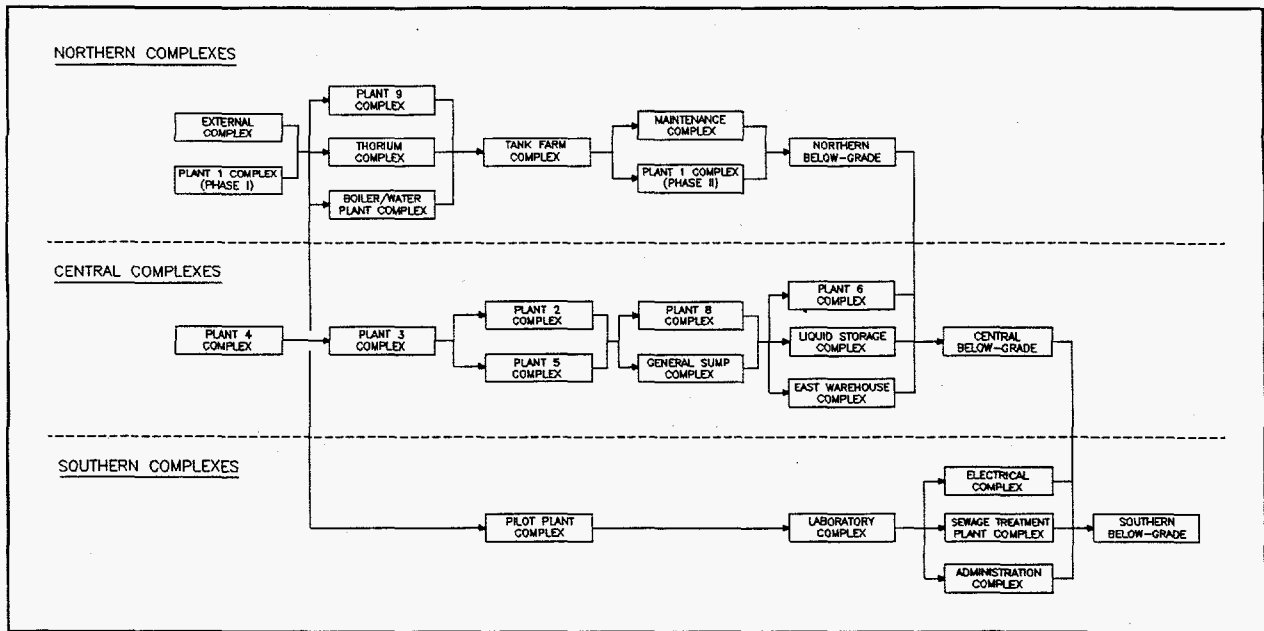 NORTHERN COMPLEXES
EXTERNAL
COMPLEX
PLANT 1 COMPLEX
(PHASE I)
PLANT 9
COMPLEX
THORIUM
COMPLEX
BOILER/WATER
PLANT COMPLEX
TANK FARM
COMPLEX
MAINTENANCE
COMPLEX
PLANT 1 COMPLEX
(PHASE II)
NORTHERN
BELOW-GRADE
CENTRAL COMPLEXES
PLANT 4
COMPLEX
PLANT 3
COMPLEX
PLANT 2
COMPLEX
PLANT 5
COMPLEX
PLANT 8
COMPLEX
GENERAL SUMP
COMPLEX
PLANT 6
COMPLEX
LIQUID STORAGE
COMPLEX
EAST WAREHOUSE
COMPLEX
CENTRAL
BELOW-GRADE
SOUTHERN COMPLEXES
PILOT PLANT
COMPLEX
LABORATORY
COMPLEX
ELECTRICAL
COMPLEX
SEWAGE TREATMENT
PLANT COMPLEX
ADMINISTRATION
COMPLEX
SOUTHERN
BELOW-GRADE